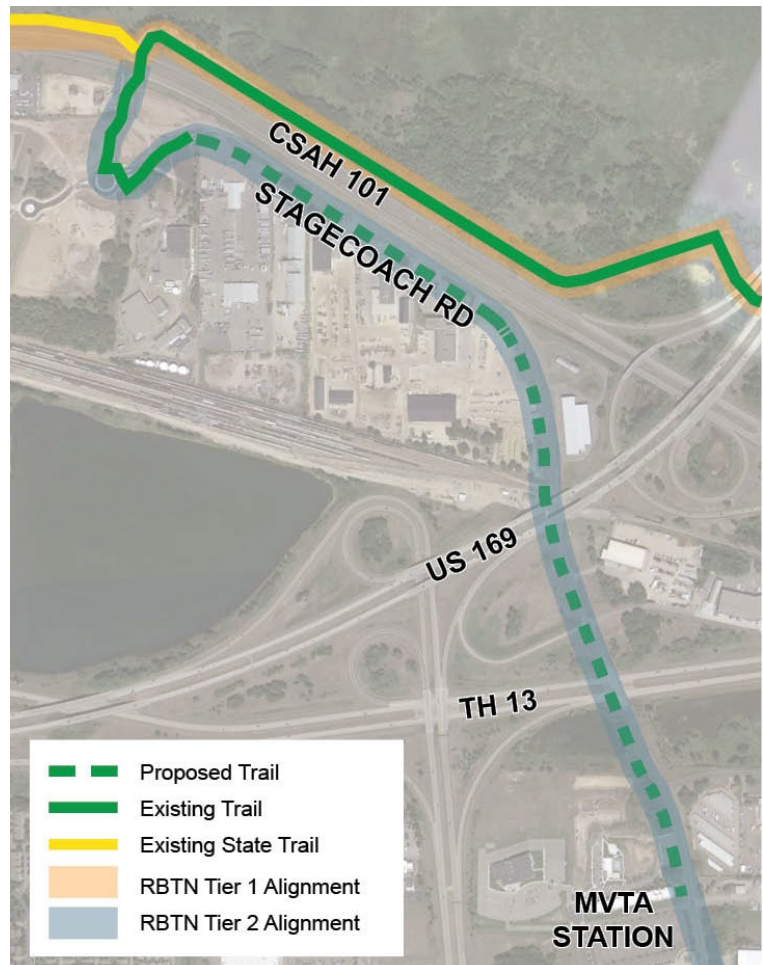 CSAH 101
STAGECOACH RD
US 169
TH 13
Proposed Trail
Existing Trail
Existing State Trail
RBTN Tier 1 Alignment
RBTN Tier 2 Alignment
MVTA
STATION